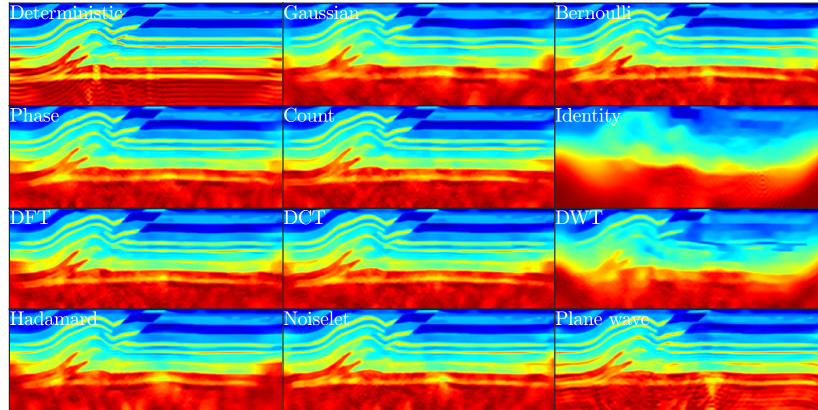 Deterministic
Gaussian
Bernoulli
Phase
Count
Identity
DFT
DCT
DWT
Hadamard
Noiselet
Plane wave